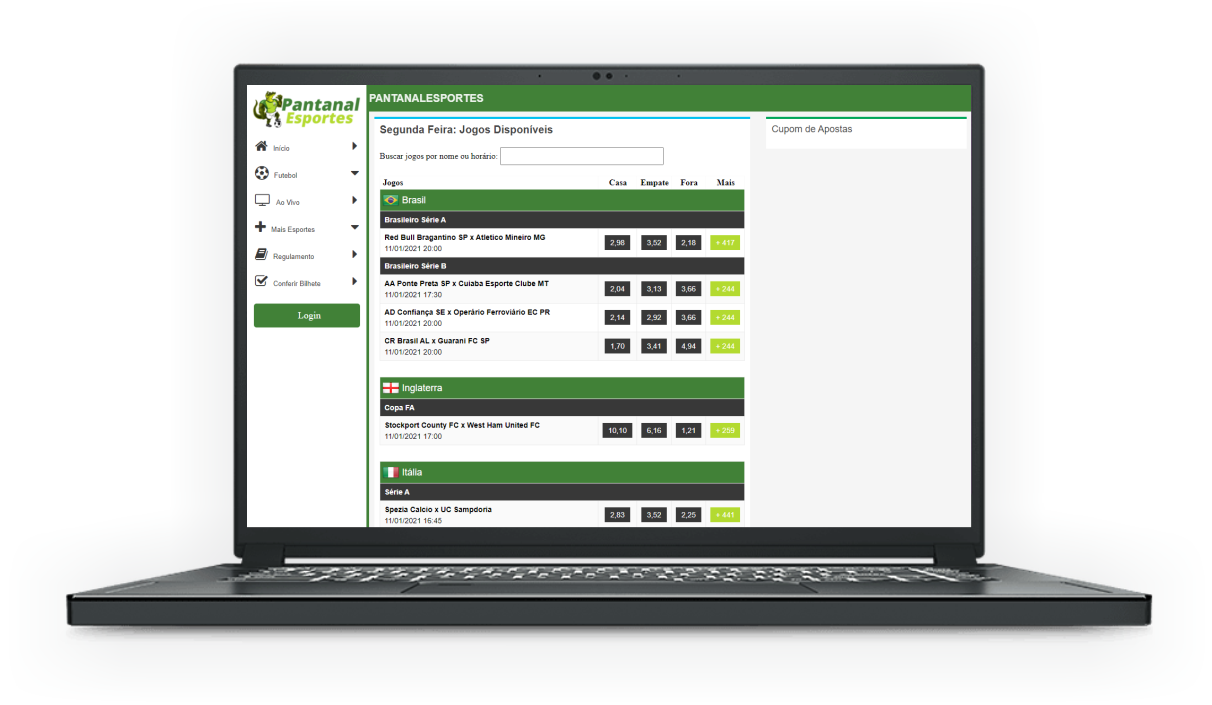 Pantanal
Esportes
PANTANALESPORTES
Início
Futebol
Ao Vivo
Mais Esportes
Regulamento
Conferir Bilhete
Login
Segunda Feira: Jogos Disponíveis
Buscar jogos por nome ou horário:
Jogos Casa Empate Fora Mais
Brasil
Brasileiro Série A
Red Bull Bragantino SP x Atletico Mineiro MG
11/01/2021 20:00
2,98 3,52 2,18 + 417
Brasileiro Série B
AA Ponte Preta SP x Cuiaba Esporte Clube MT
11/01/2021 17:30
2,04 3,13 3,66 + 244
AD Confiança SE x Operário Ferroviário EC PR
11/01/2021 20:00
2,14 2,92 3,66 + 244
CR Brasil AL x Guarani FC SP
11/01/2021 20:00
1,70 3,41 4,94 + 244
Inglaterra
Copa FA
Stockport County FC x West Ham United FC
11/01/2021 17:00
10,10 6,16 1,21 + 259
Itália
Série A
Spezia Calcio x UC Sampdoria
11/01/2021 16:45
2,83 3,52 2,25 + 441
Cupom de Apostas